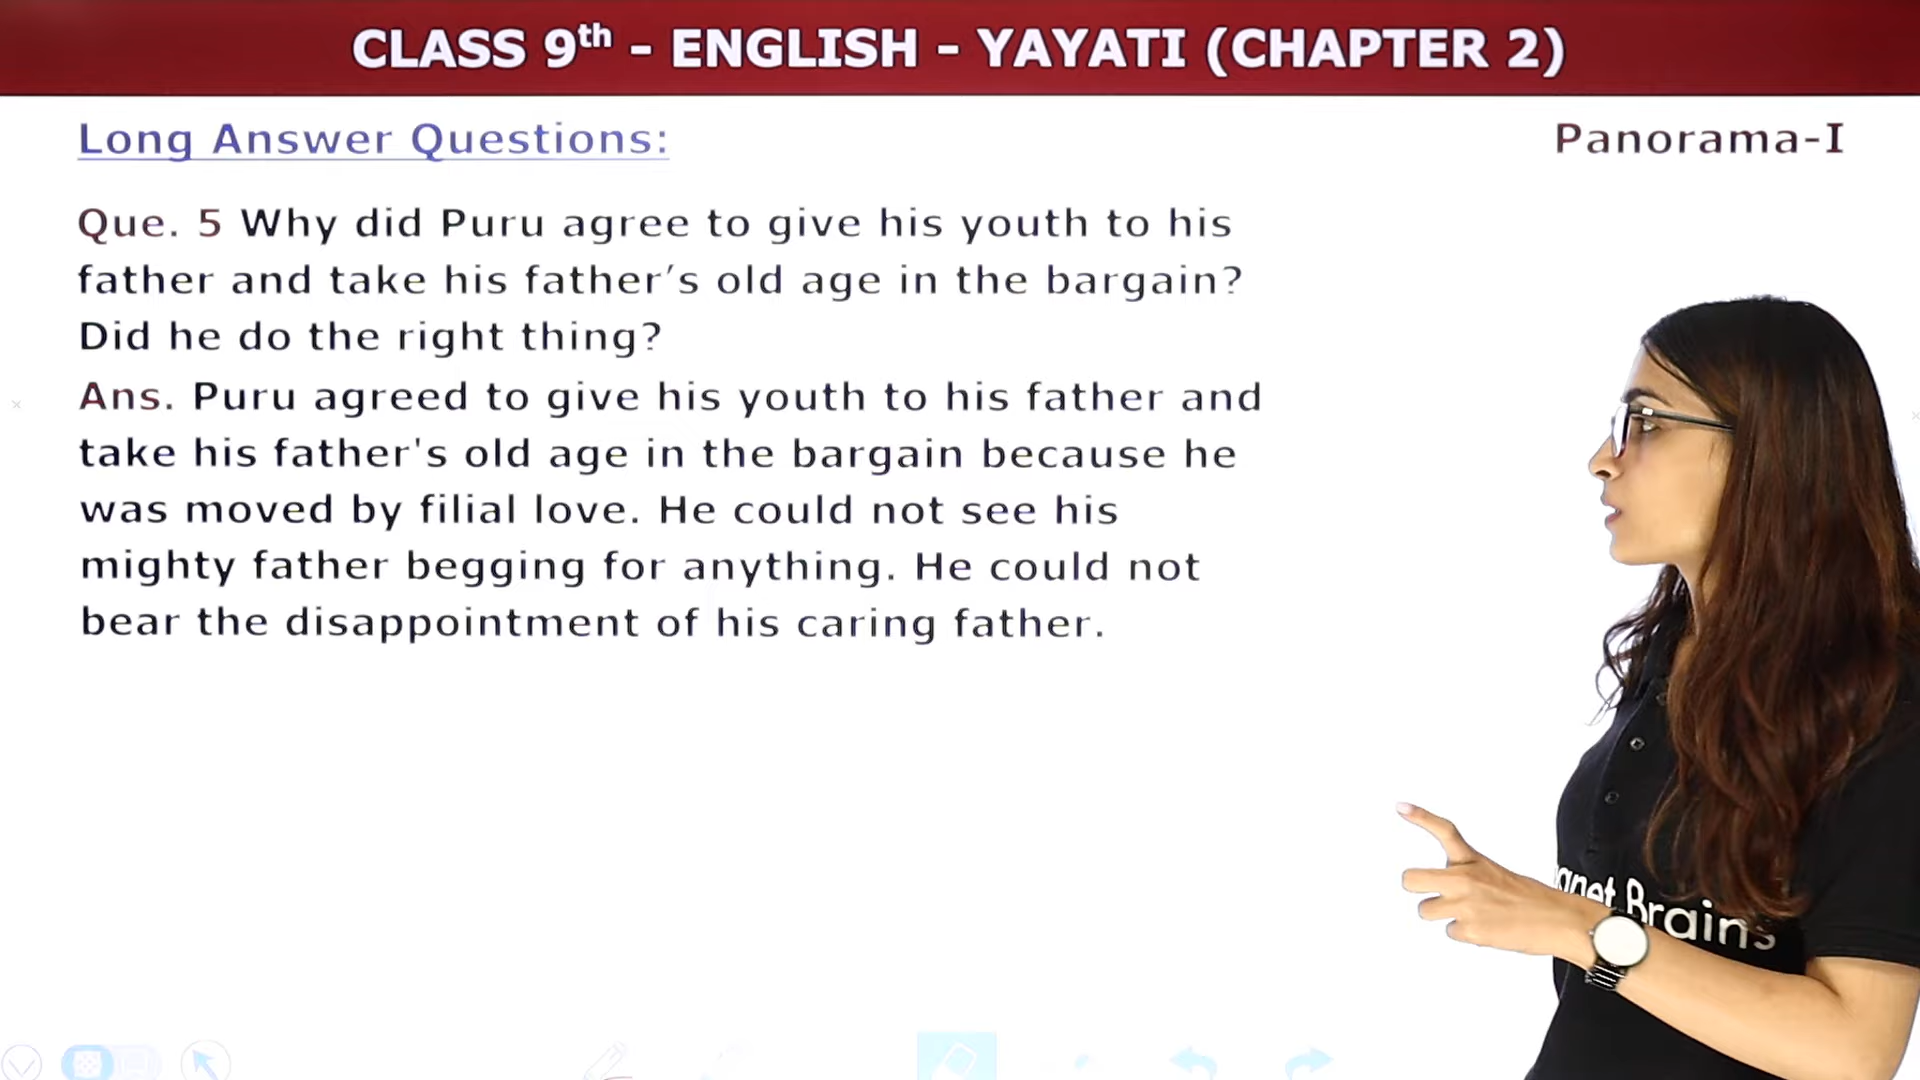 CLASS 9th - ENGLISH - YAYATI (CHAPTER 2)
Long Answer Questions:
Panorama-I
Que. 5 Why did Puru agree to give his youth to his
father and take his father’s old age in the bargain?
Did he do the right thing?
Ans. Puru agreed to give his youth to his father and
take his father's old age in the bargain because he
was moved by filial love. He could not see his
mighty father begging for anything. He could not
bear the disappointment of his caring father.
Brains